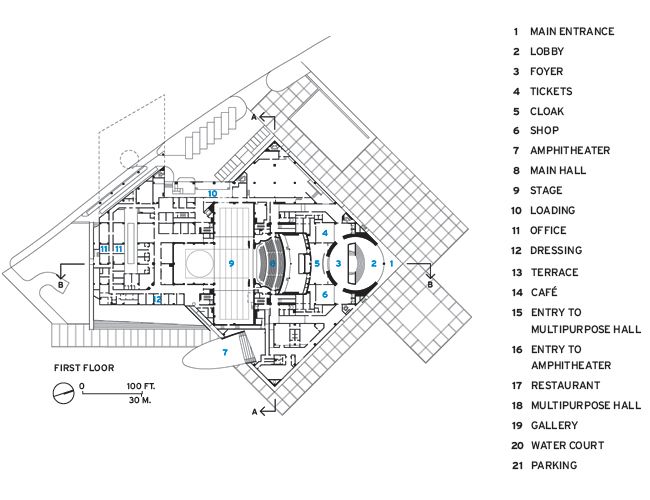 1 MAIN ENTRANCE
2 LOBBY
3 FOYER
4 TICKETS
5 CLOAK
6 SHOP
7 AMPHITHEATER
8 MAIN HALL
9 STAGE
10 LOADING
11 OFFICE
12 DRESSING
13 TERRACE
14 CAFÉ
15 ENTRY TO
MULTIPURPOSE HALL
16 ENTRY TO
AMPHITHEATER
17 RESTAURANT
18 MULTIPURPOSE HALL
19 GALLERY
20 WATER COURT
21 PARKING
A
10
4
11 11
9
8
5
3
2
1
B
B
12
6
7
A
FIRST FLOOR
0 100 FT.
30 M.